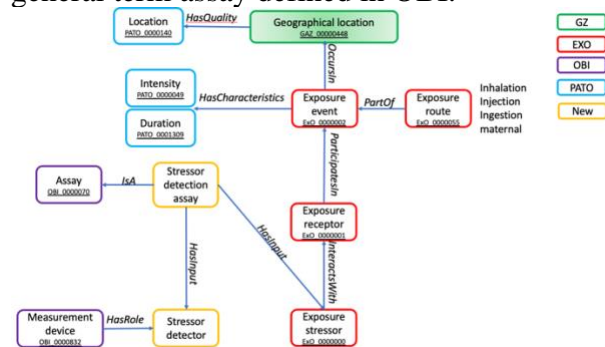 general term assay defined in OBI.
Location
PATO_0000140
HasQuality
Geographical location
GAZ_00000448
GZ
EXO
OBI
PATO
New
OccursIn
Intensity
PATO_0000049
Duration
PATO_0001309
HasCharacteristics
Exposure
event
ExO_0000002
PartOf
Exposure
route
ExO_0000055
Inhalation
Injection
Ingestion
maternal
ParticipatesIn
Assay
OBI_0000070
IsA
Stressor
detection
assay
HasInput
HasInput
Exposure
receptor
ExO_0000001
InteractsWith
Measurement
device
OBI_0000832
HasRole
Stressor
detector
Exposure
stressor
ExO_0000000